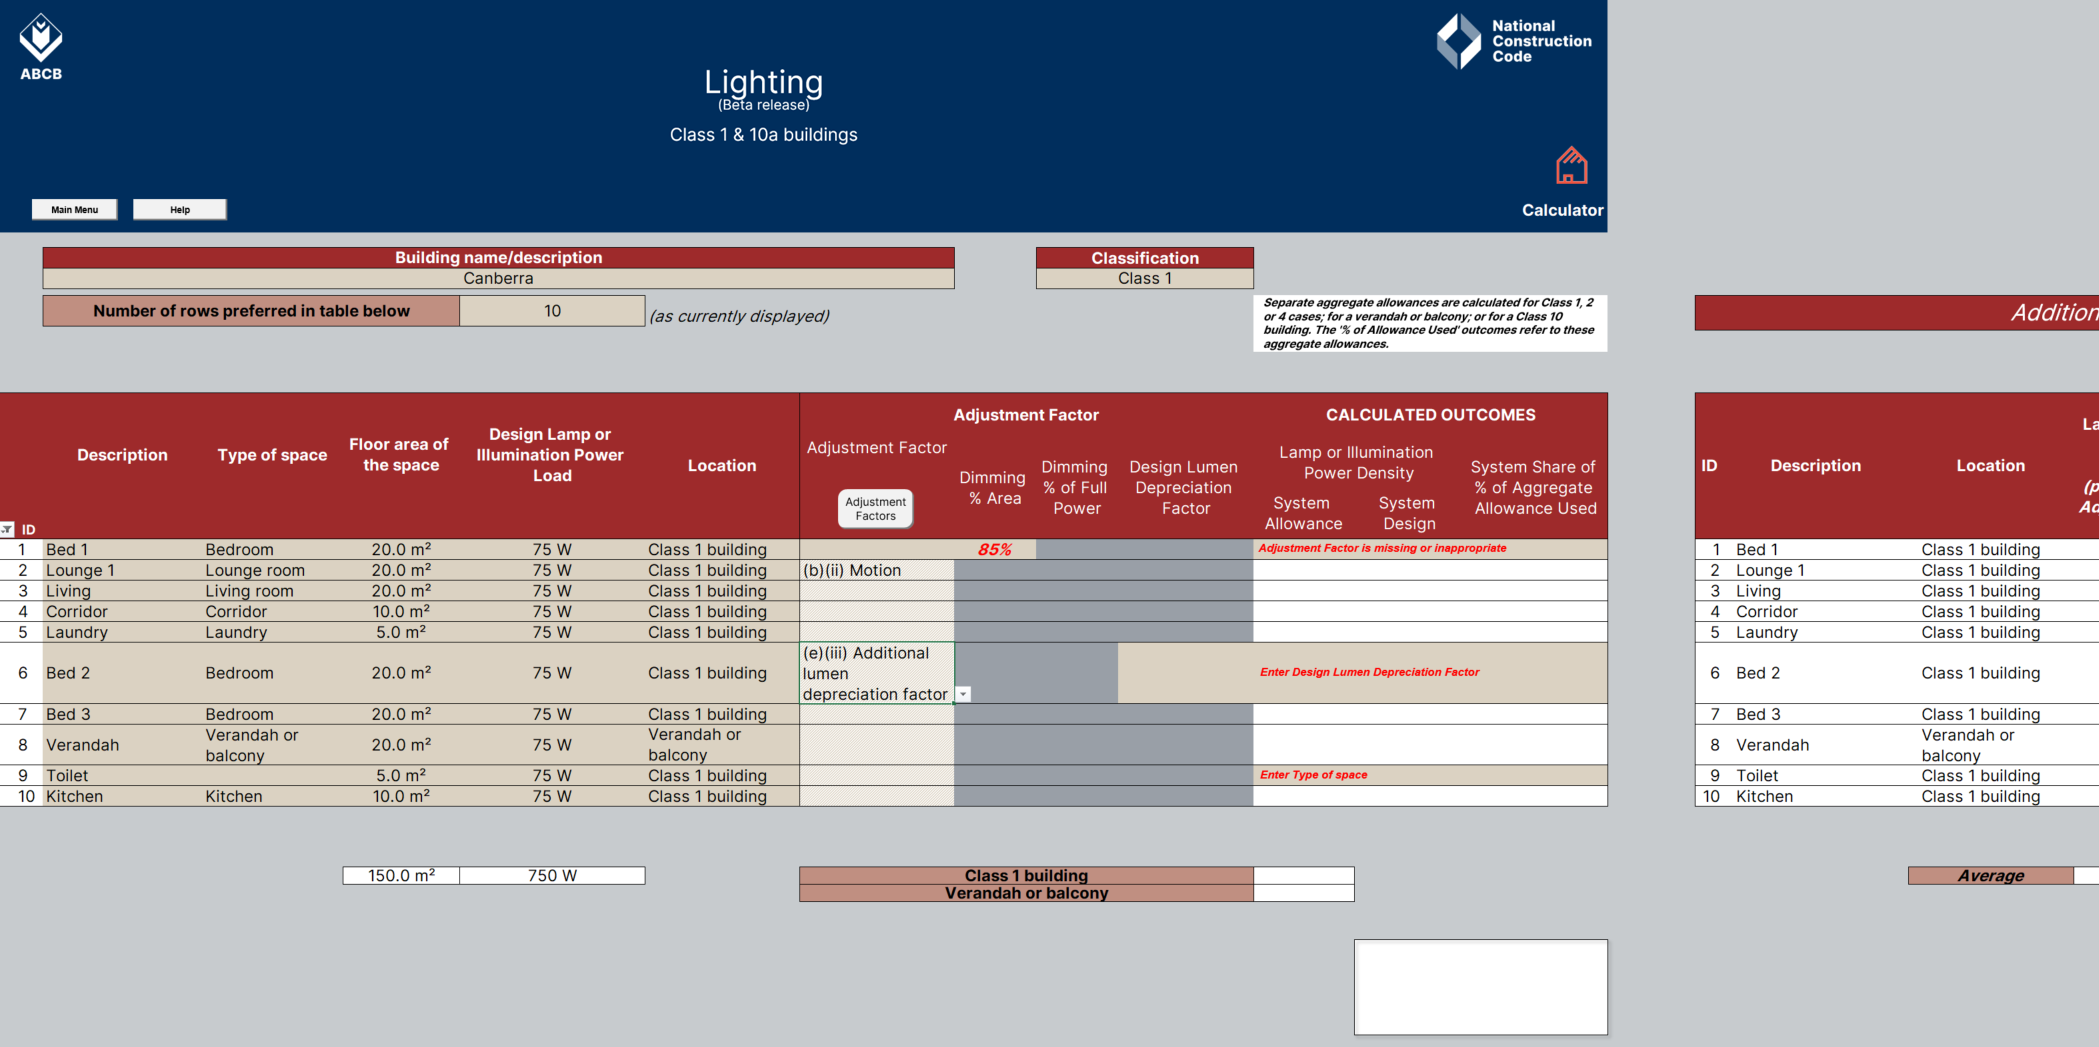 ABCB
National
Construction
Code
Lighting
(Beta release)
Class 1 & 10a buildings
Main Menu
Help
Calculator
Building name/description
Canberra
Classification
Class 1
Number of rows preferred in table below
10
(as currently displayed)
Separate aggregate allowances are calculated for Class 1, 2
or 4 cases; for a verandah or balcony; or for a Class 10
building. The '% of Allowance Used' outcomes refer to these
aggregate allowances.
Addition
ID
Description
Type of space
Floor area of
the space
Design Lamp or
Illumination Power
Load
Location
Adjustment Factor
Adjustment Factor
Adjustment
Factors
Dimming
% Area
Dimming
% of Full
Power
Design Lumen
Depreciation
Factor
CALCULATED OUTCOMES
Lamp or Illumination
Power Density
System
Allowance
System
Design
System Share of
% of Aggregate
Allowance Used
ID
Description
Location
La
(p
Ad
1 Bed 1 Bedroom 20.0 m² 75 W Class 1 building 85% Adjustment Factor is missing or inappropriate 1 Bed 1 Class 1 building
2 Lounge 1 Lounge room 20.0 m² 75 W Class 1 building (b)(ii) Motion 2 Lounge 1 Class 1 building
3 Living Living room 20.0 m² 75 W Class 1 building 3 Living Class 1 building
4 Corridor Corridor 10.0 m² 75 W Class 1 building 4 Corridor Class 1 building
5 Laundry Laundry 5.0 m² 75 W Class 1 building 5 Laundry Class 1 building
6 Bed 2 Bedroom 20.0 m² 75 W Class 1 building
(e)(iii) Additional
lumen
depreciation factor
Enter Design Lumen Depreciation Factor
6 Bed 2 Class 1 building
7 Bed 3 Bedroom 20.0 m² 75 W Class 1 building 7 Bed 3 Class 1 building
8 Verandah
Verandah or
balcony
20.0 m² 75 W
Verandah or
balcony
8 Verandah
Verandah or
balcony
9 Toilet 5.0 m² 75 W Class 1 building Enter Type of space 9 Toilet Class 1 building
10 Kitchen Kitchen 10.0 m² 75 W Class 1 building 10 Kitchen Class 1 building
150.0 m² 750 W
Class 1 building
Verandah or balcony
Average